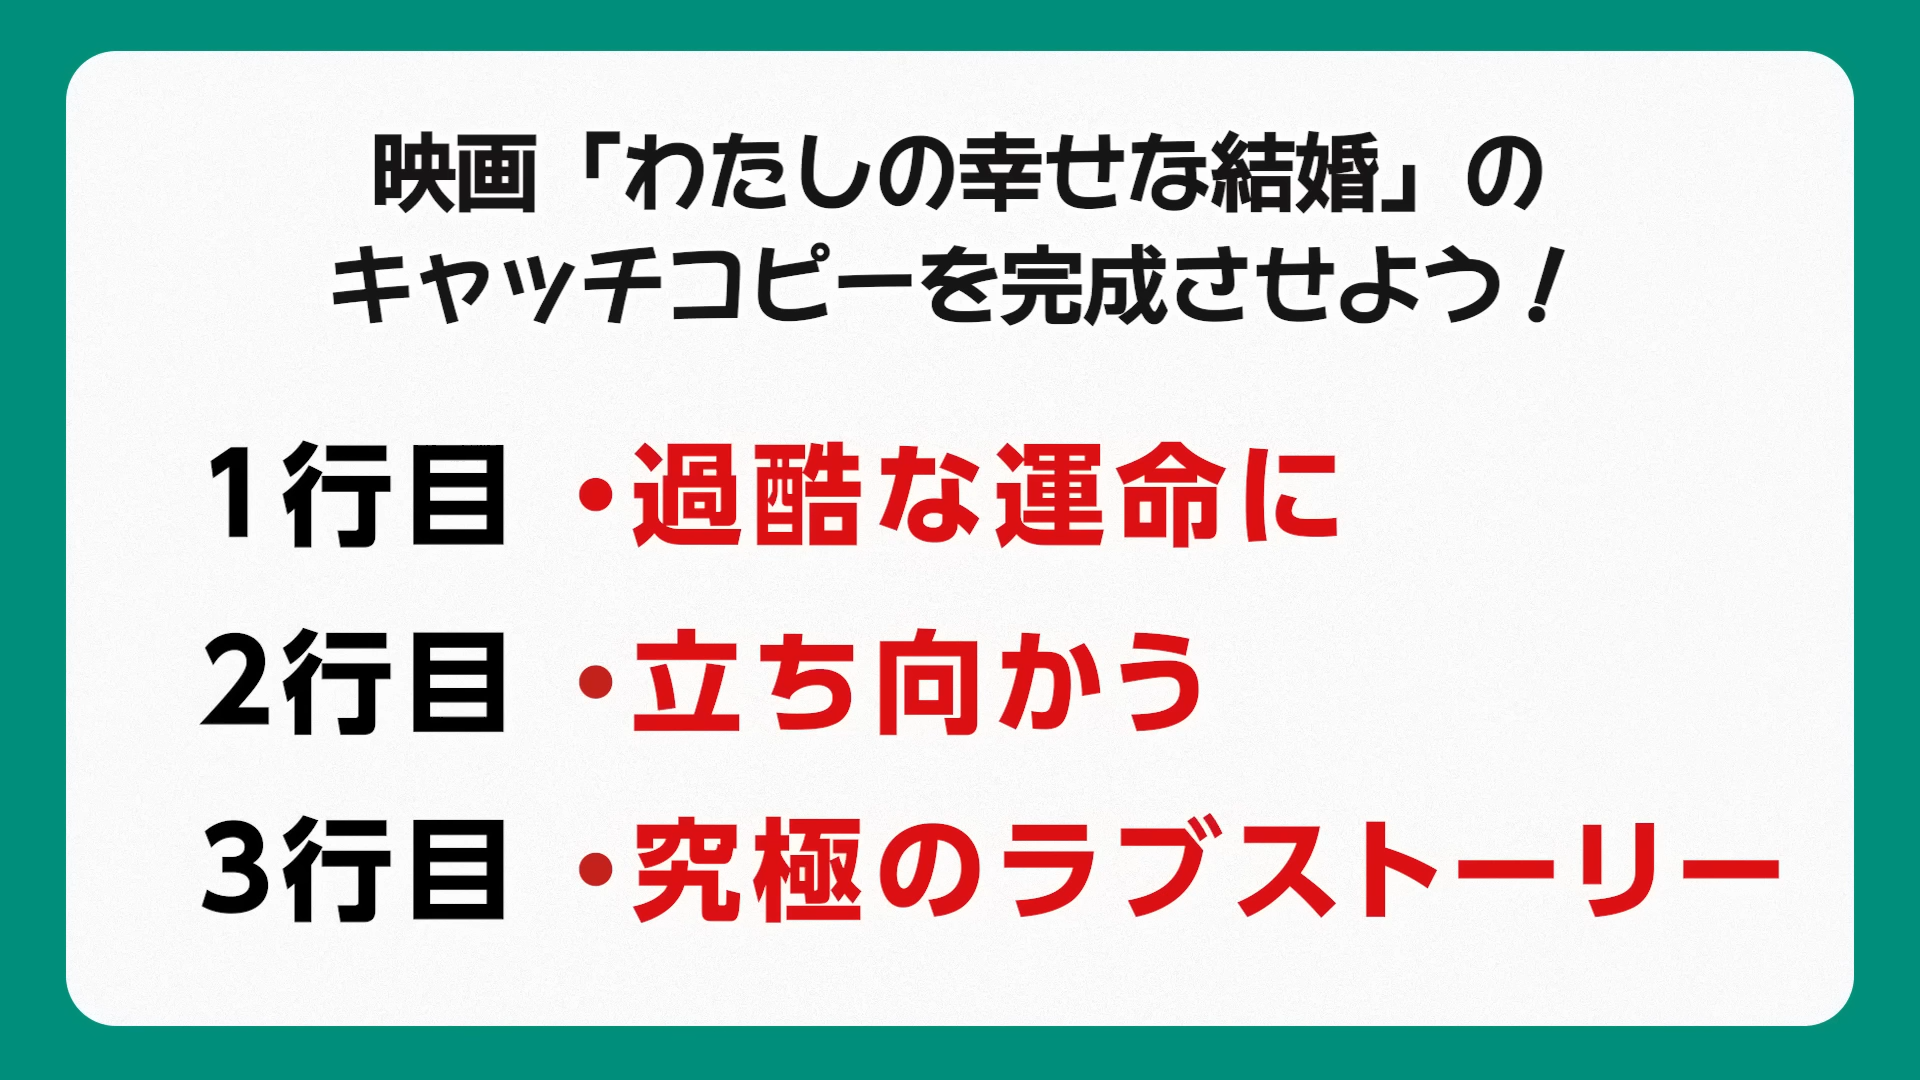 映画「わたしの幸せな結婚」の
キャッチコピーを完成させよう！
1行目 •過酷な運命に
2行目 •立ち向かう
3行目 •究極のラブストーリー